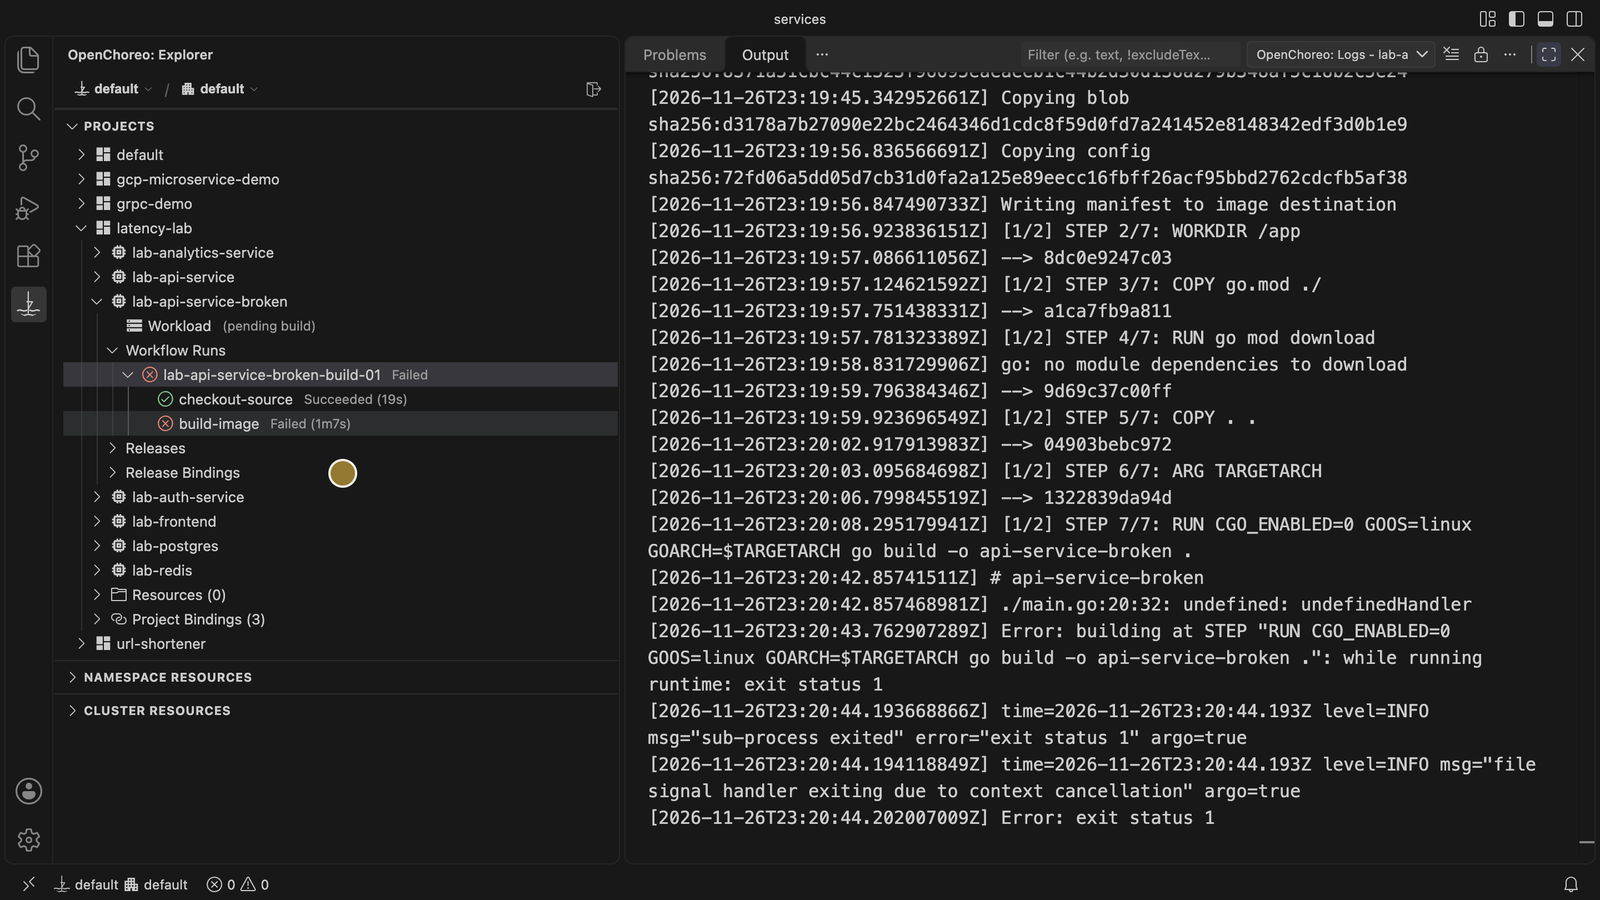 services
OpenChoreo: Explorer
default / default
PROJECTS
default
gcp-microservice-demo
grpc-demo
latency-lab
lab-analytics-service
lab-api-service
lab-api-service-broken
Workload (pending build)
Workflow Runs
lab-api-service-broken-build-01 Failed
checkout-source Succeeded (19s)
build-image Failed (1m7s)
Releases
Release Bindings
lab-auth-service
lab-frontend
lab-postgres
lab-redis
Resources (0)
Project Bindings (3)
url-shortener
NAMESPACE RESOURCES
CLUSTER RESOURCES
Problems Output ··· Filter (e.g. text, !excludeTex... OpenChoreo: Logs - lab-a
[2026-11-26T23:19:45.342952661Z] Copying blob
sha256:d3178a7b27090e22bc2464346d1cdc8f59d0fd7a241452e8148342edf3d0b1e9
[2026-11-26T23:19:56.836566691Z] Copying config
sha256:72fd06a5dd05d7cb31d0fa2a125e89eecc16fbff26acf95bbd2762cdcfb5af38
[2026-11-26T23:19:56.847490733Z] Writing manifest to image destination
[2026-11-26T23:19:56.923836151Z] [1/2] STEP 2/7: WORKDIR /app
[2026-11-26T23:19:57.086611056Z] --> 8dc0e9247c03
[2026-11-26T23:19:57.124621592Z] [1/2] STEP 3/7: COPY go.mod ./
[2026-11-26T23:19:57.751438331Z] --> a1ca7fb9a811
[2026-11-26T23:19:57.781323389Z] [1/2] STEP 4/7: RUN go mod download
[2026-11-26T23:19:58.831729906Z] go: no module dependencies to download
[2026-11-26T23:19:59.796384346Z] --> 9d69c37c00ff
[2026-11-26T23:19:59.923696549Z] [1/2] STEP 5/7: COPY . .
[2026-11-26T23:20:02.917913983Z] --> 04903bebc972
[2026-11-26T23:20:03.095684698Z] [1/2] STEP 6/7: ARG TARGETARCH
[2026-11-26T23:20:06.799845519Z] --> 1322839da94d
[2026-11-26T23:20:08.295179941Z] [1/2] STEP 7/7: RUN CGO_ENABLED=0 GOOS=linux
GOARCH=$TARGETARCH go build -o api-service-broken .
[2026-11-26T23:20:42.85741511Z] # api-service-broken
[2026-11-26T23:20:42.857468981Z] ./main.go:20:32: undefined: undefinedHandler
[2026-11-26T23:20:43.762907289Z] Error: building at STEP "RUN CGO_ENABLED=0
GOOS=linux GOARCH=$TARGETARCH go build -o api-service-broken .": while running
runtime: exit status 1
[2026-11-26T23:20:44.193668866Z] time=2026-11-26T23:20:44.193Z level=INFO
msg="sub-process exited" error="exit status 1" argo=true
[2026-11-26T23:20:44.194118849Z] time=2026-11-26T23:20:44.193Z level=INFO msg="file
signal handler exiting due to context cancellation" argo=true
[2026-11-26T23:20:44.202007009Z] Error: exit status 1
default default 0 0